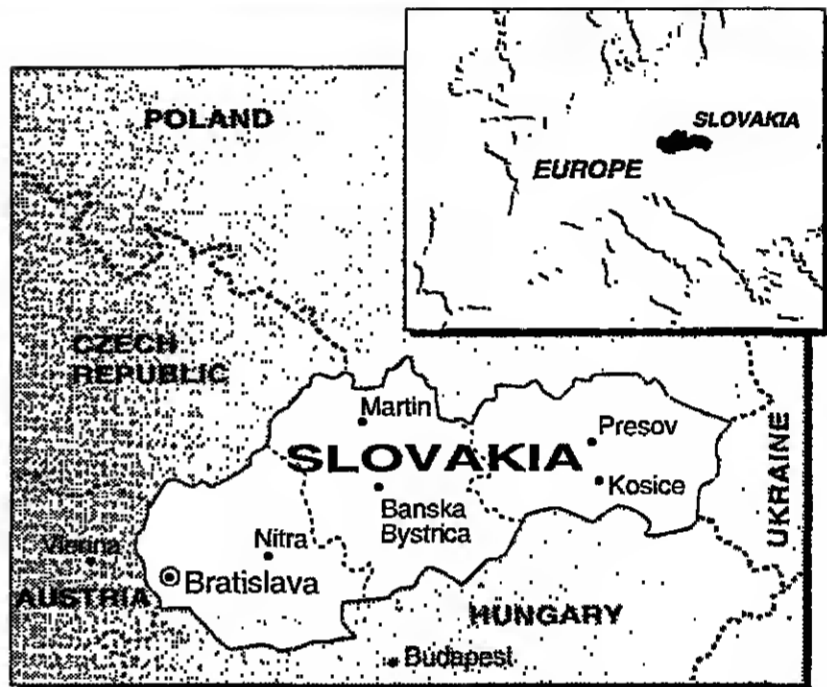 SLOVAKIA
EUROPE
POLAND
CZECH
REPUBLIC
Martin
Presov
SLOVAKIA
Kosice
Banska
Bystrica
UKRAINE
Vienna
Nitra
Bratislava
AUSTRIA
HUNGARY
Budapest